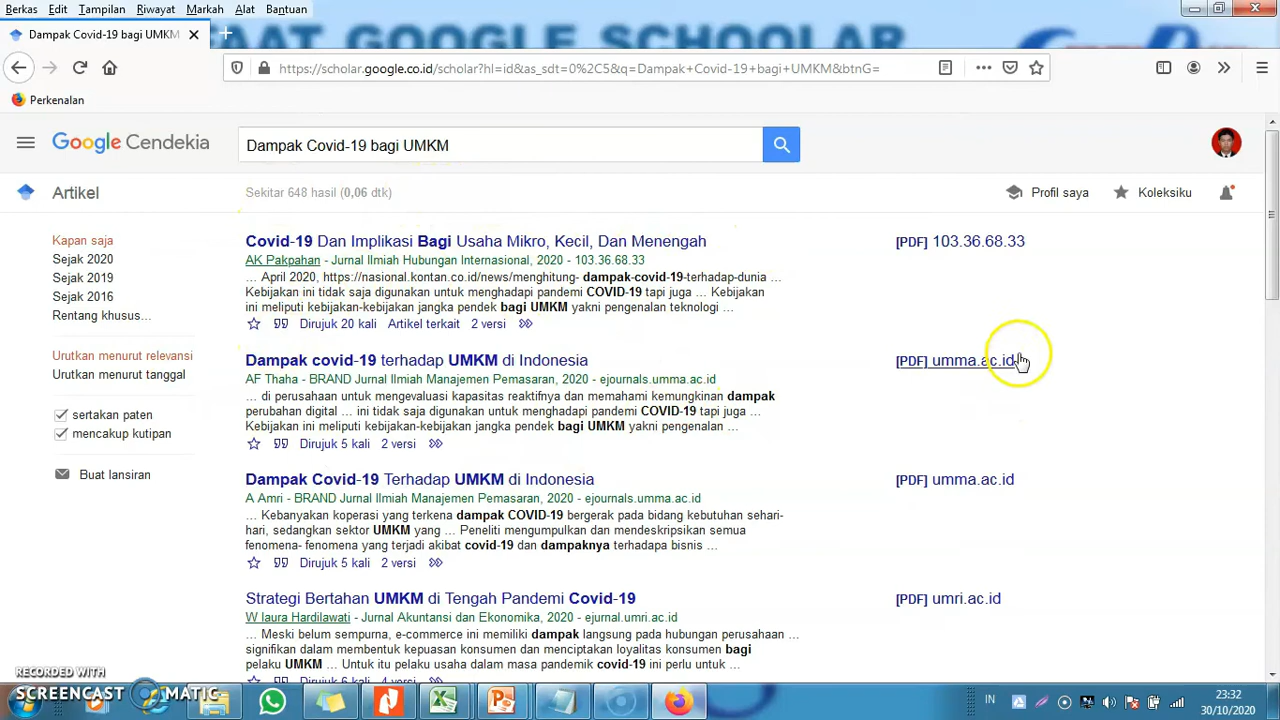 Berkas Edit Tampilan Riwayat Markah Alat Bantuan
SAAT GOOGLE SCHOOLAR
Dampak Covid-19 bagi UMKM
https://scholar.google.co.id/scholar?hl=id&as_sdt=0%2C5&q=Dampak+Covid-19+bagi+UMKM&btnG=
Perkenalan
Google Cendekia
Dampak Covid-19 bagi UMKM
Artikel
Sekitar 648 hasil (0,06 dtk)
Profil saya
Koleksiku
Kapan saja
Sejak 2020
Sejak 2019
Sejak 2016
Rentang khusus...
Urutkan menurut relevansi
Urutkan menurut tanggal
sertakan paten
mencakup kutipan
Buat lansiran
Covid-19 Dan Implikasi Bagi Usaha Mikro, Kecil, Dan Menengah
[PDF] 103.36.68.33
AK Pakpahan - Jurnal Ilmiah Hubungan Internasional, 2020 - 103.36.68.33
... April 2020, https://nasional.kontan.co.id/news/menghitung- dampak-covid-19-terhadap-dunia ...
Kebijakan ini tidak saja digunakan untuk menghadapi pandemi COVID-19 tapi juga ... Kebijakan
ini meliputi kebijakan-kebijakan jangka pendek bagi UMKM yakni pengenalan teknologi ...
Dirujuk 20 kali Artikel terkait 2 versi
Dampak covid-19 terhadap UMKM di Indonesia
[PDF] umma.ac.id
AF Thaha - BRAND Jurnal Ilmiah Manajemen Pemasaran, 2020 - ejournals.umma.ac.id
... di perusahaan untuk mengevaluasi kapasitas reaktifnya dan memahami kemungkinan dampak
perubahan digital ... ini tidak saja digunakan untuk menghadapi pandemi COVID-19 tapi juga ...
Kebijakan ini meliputi kebijakan-kebijakan jangka pendek bagi UMKM yakni pengenalan ...
Dirujuk 5 kali 2 versi
Dampak Covid-19 Terhadap UMKM di Indonesia
[PDF] umma.ac.id
A Amri - BRAND Jurnal Ilmiah Manajemen Pemasaran, 2020 - ejournals.umma.ac.id
... Kebanyakan koperasi yang terkena dampak COVID-19 bergerak pada bidang kebutuhan sehari-
hari, sedangkan sektor UMKM yang ... Peneliti mengumpulkan dan mendeskripsikan semua
fenomena- fenomena yang terjadi akibat covid-19 dan dampaknya terhadapa bisnis ...
Dirujuk 5 kali 2 versi
Strategi Bertahan UMKM di Tengah Pandemi Covid-19
[PDF] umri.ac.id
W laura Hardilawati - Jurnal Akuntansi dan Ekonomika, 2020 - ejurnal.umri.ac.id
... Meski belum sempurna, e-commerce ini memiliki dampak langsung pada hubungan perusahaan ...
signifikan dalam membentuk kepuasan konsumen dan menciptakan loyalitas konsumen bagi
pelaku UMKM ... Untuk itu pelaku usaha dalam masa pandemik covid-19 ini perlu untuk ...
Dirujuk 6 kali 4 versi
RECORDED WITH
SCREENCAST MATIC
IN
23:32
30/10/2020